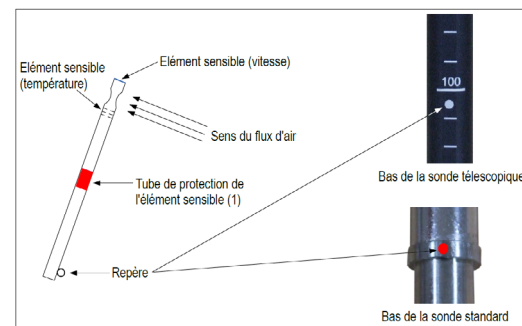 Elément sensible (vitesse)
Elément sensible
(température)
Sens du flux d'air
Tube de protection de
l'élément sensible (1)
Repère
100
Bas de la sonde télescopique
Bas de la sonde standard